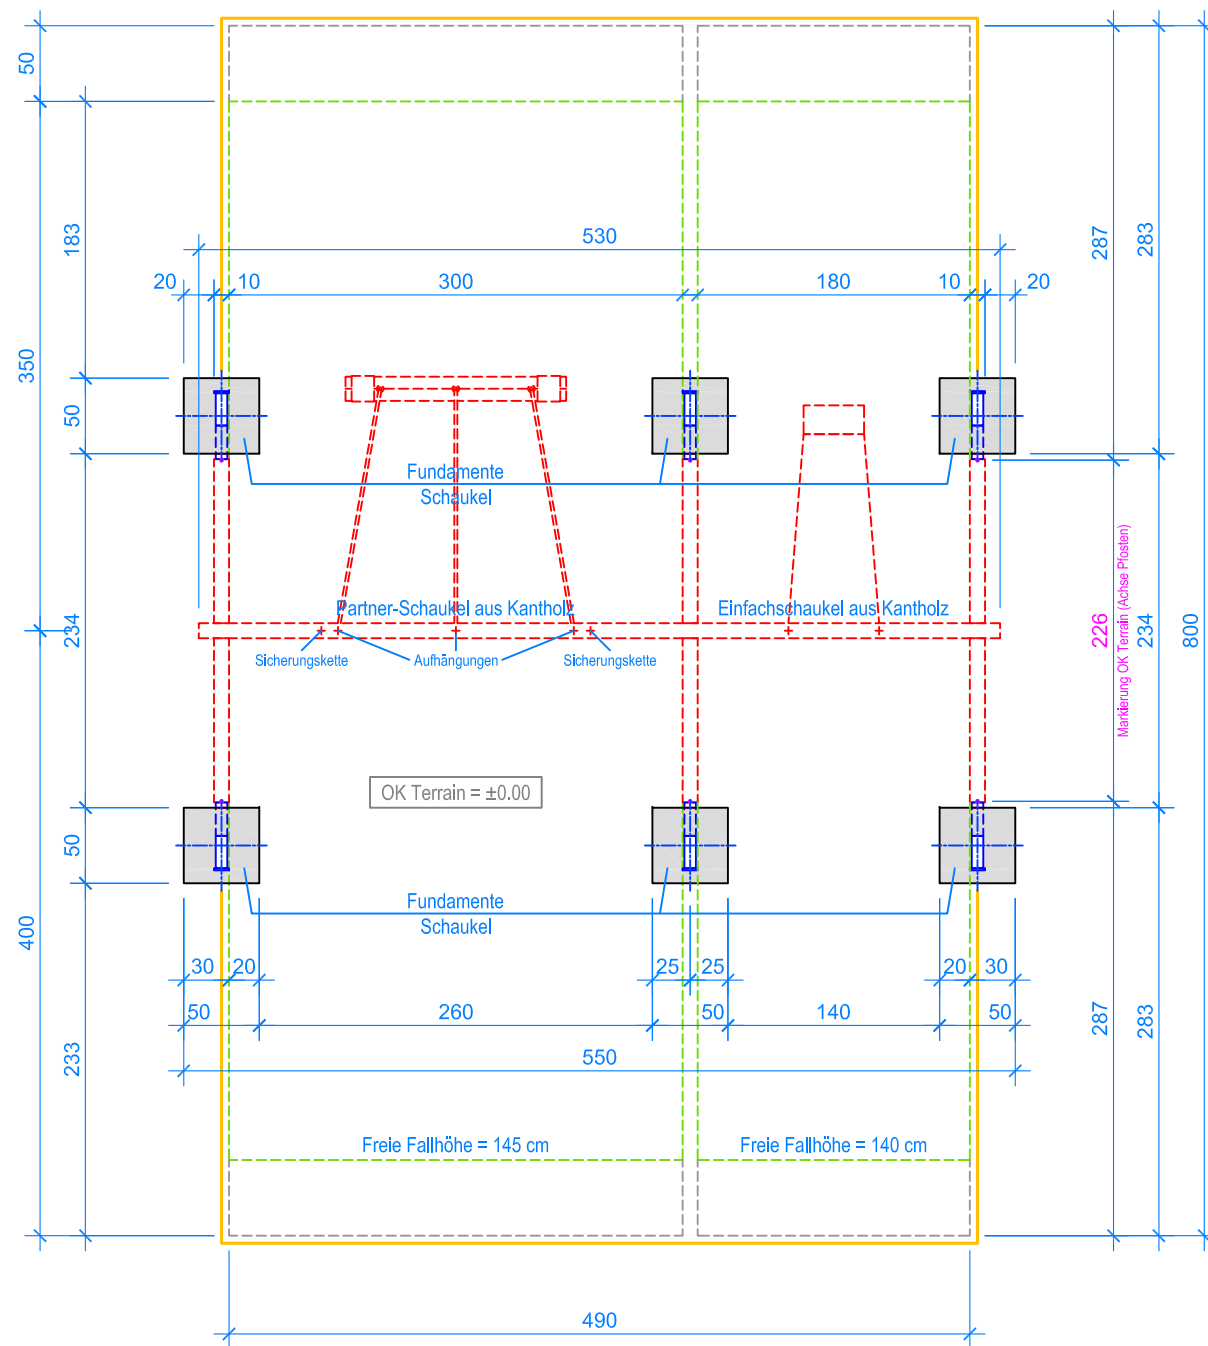 50
183
287
283
530
20
10
300
180
10
20
350
50
Fundamente
Schaukel
Partner-Schaukel aus Kantholz
Einfachschaukel aus Kantholz
234
226
Markierung OK Terrain (Achse Pfosten)
234
800
Sicherungskette
Aufhängungen
Sicherungskette
OK Terrain = ±0.00
50
Fundamente
Schaukel
400
30
20
25
25
20
30
50
260
50
140
50
287
283
233
550
Freie Fallhöhe = 145 cm
Freie Fallhöhe = 140 cm
490